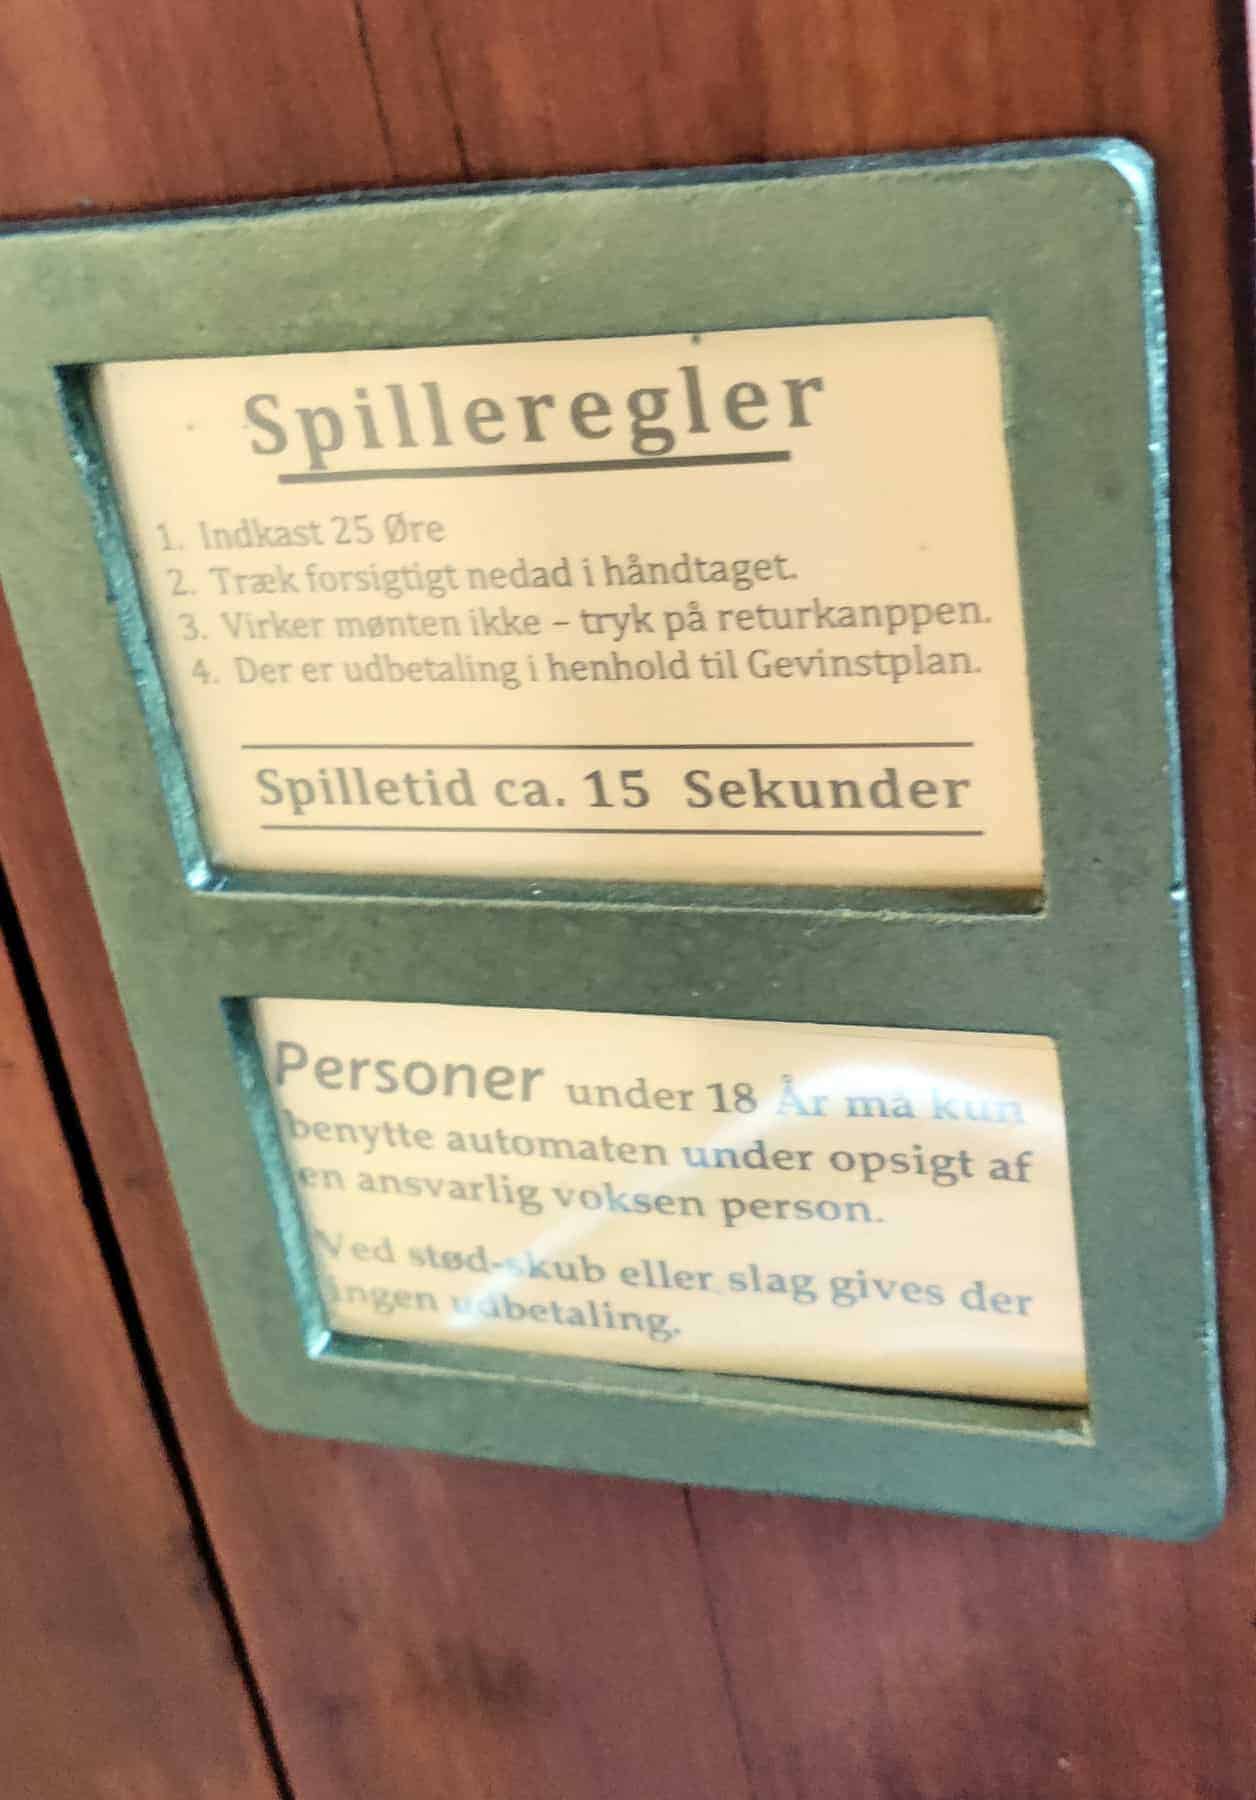 Spilleregler
1. Indkast 25 Øre
2. Træk forsigtigt nedad i håndtaget.
3. Virker mønten ikke – tryk på returkanppen.
4. Der er udbetaling i henhold til Gevinstplan.
Spilletid ca. 15 Sekunder
Personer under 18 År må kun
benytte automaten under opsigt af
en ansvarlig voksen person.
Ved stød-skub eller slag gives der
ingen udbetaling.